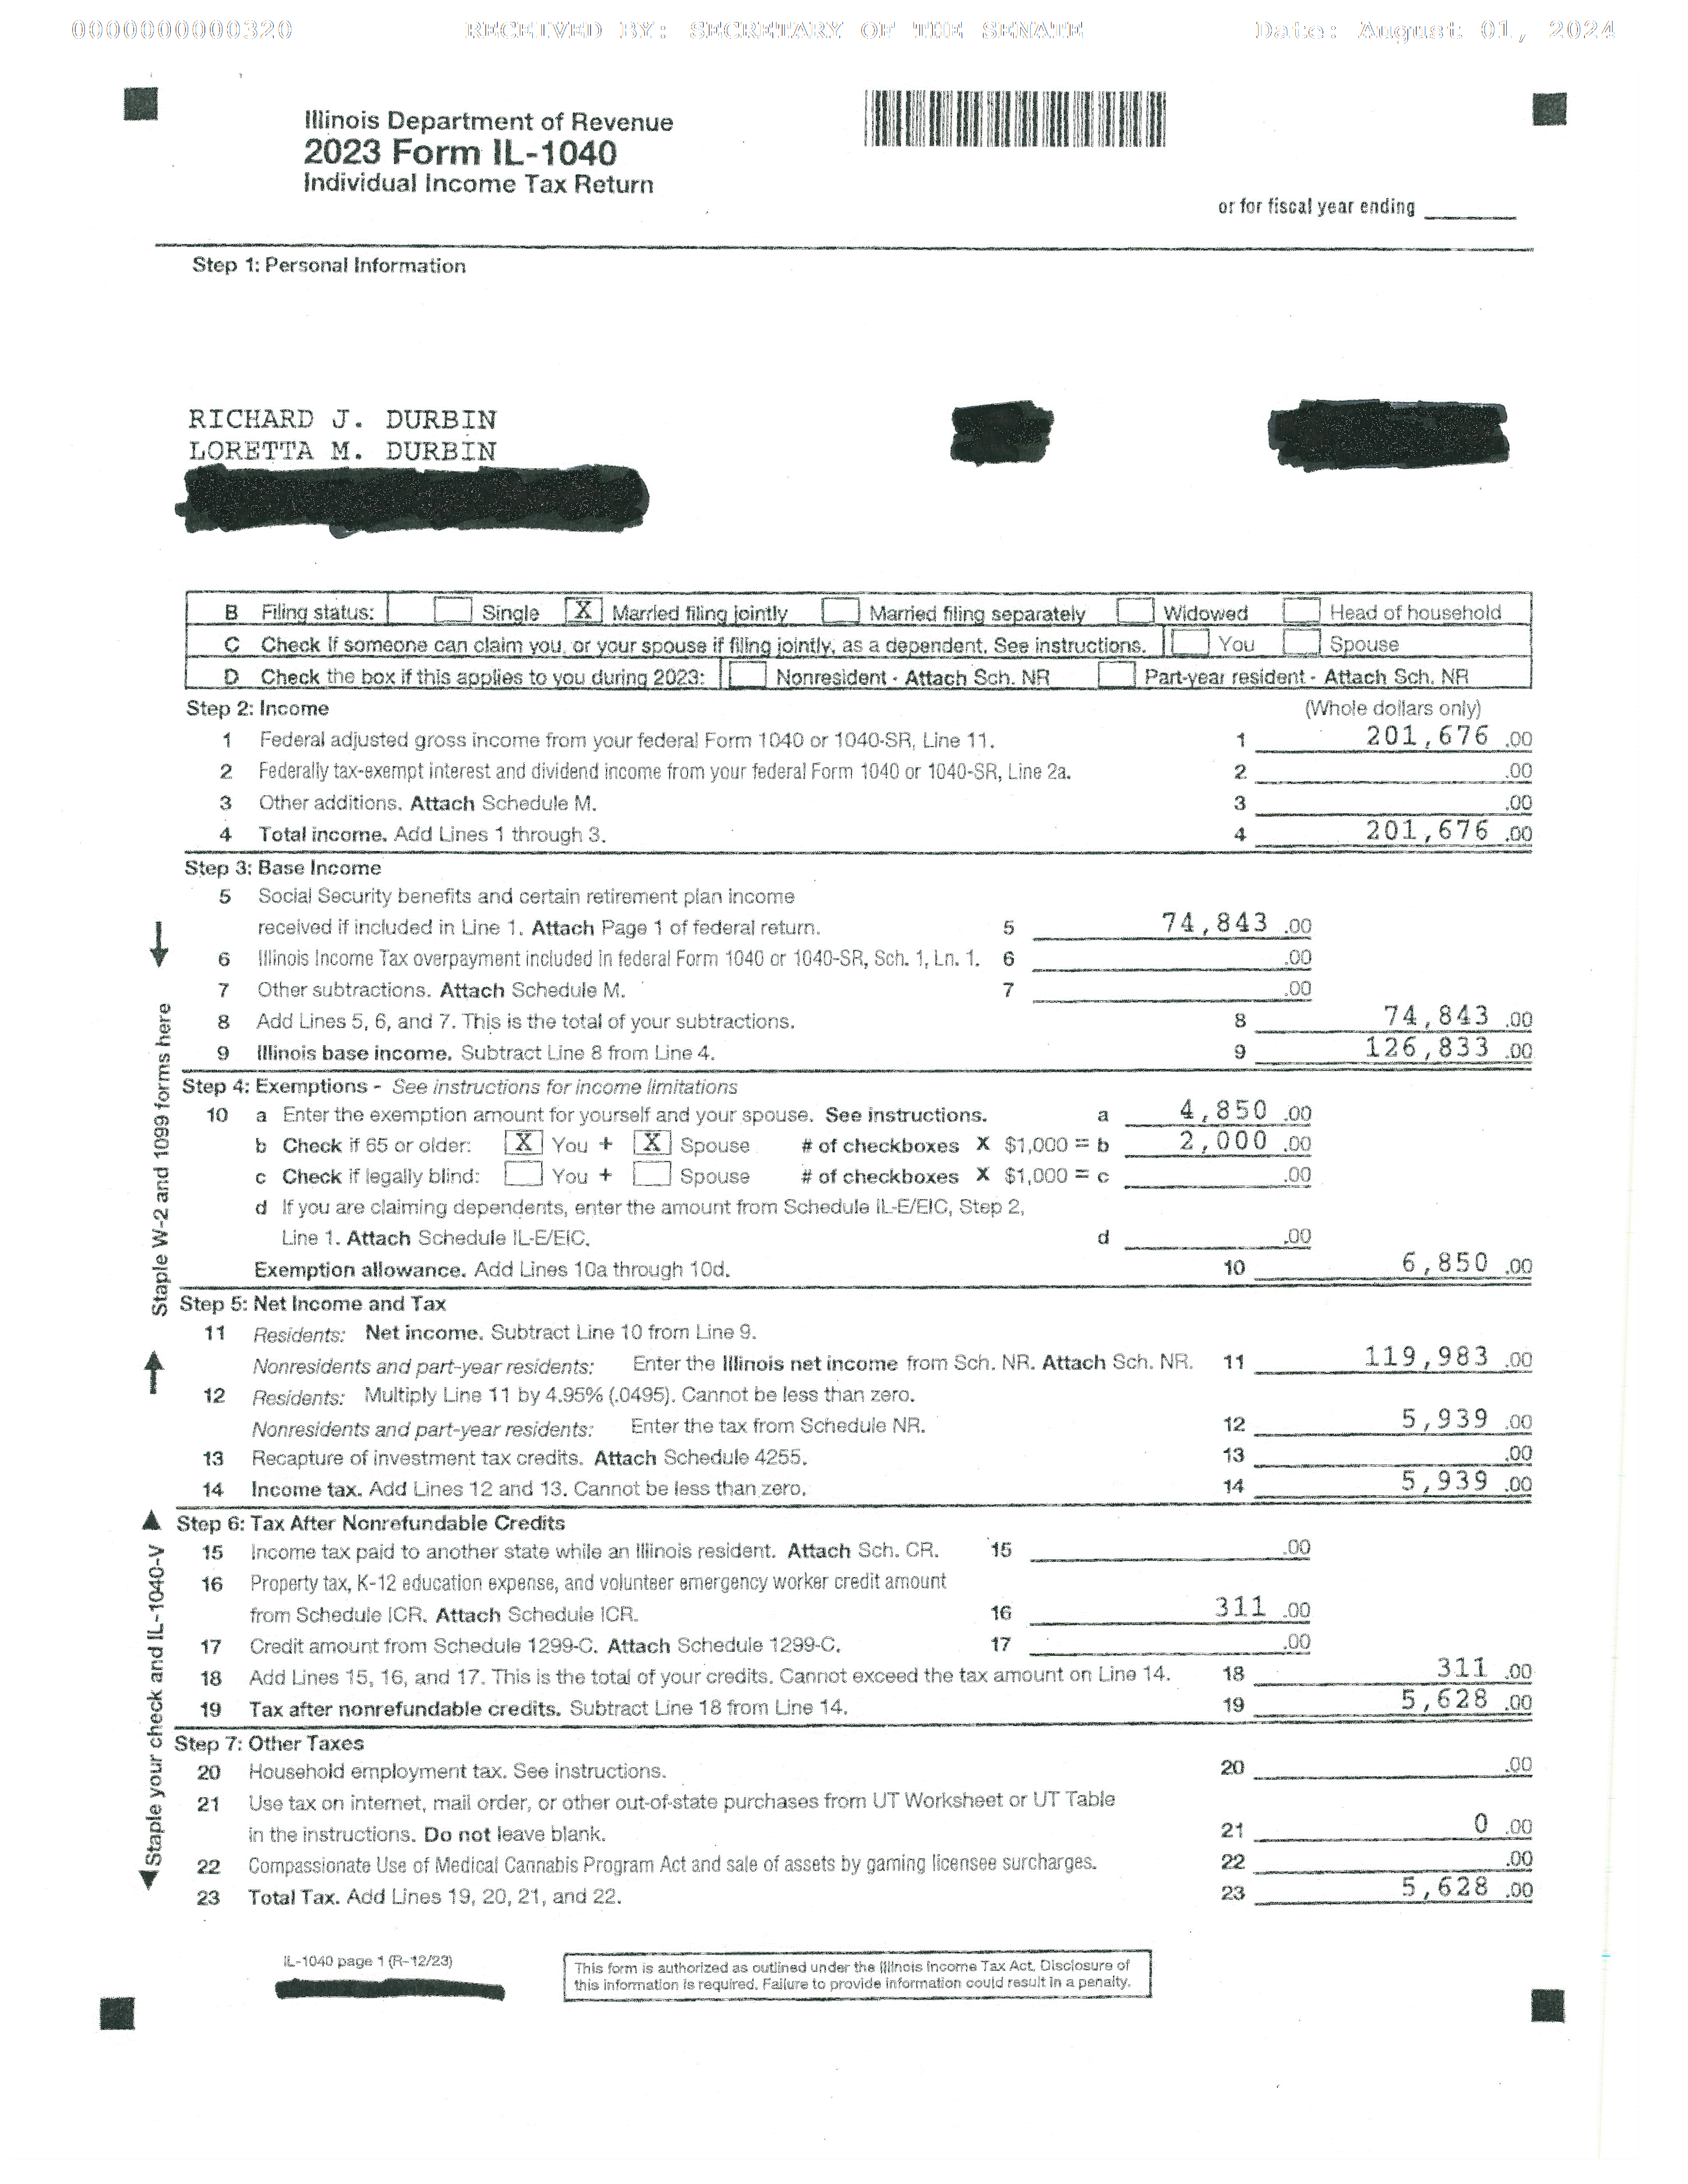 0000000000320 RECEIVED BY: SECRETARY OF THE SENATE Date: August 01, 2024
Illinois Department of Revenue
2023 Form IL-1040
Individual Income Tax Return
or for fiscal year ending
Step 1: Personal Information
RICHARD J. DURBIN
LORETTA M. DURBIN
B Filing status: Single X Married filing jointly Married filing separately Widowed Head of household
C Check if someone can claim you, or your spouse if filing jointly, as a dependent. See instructions. You Spouse
D Check the box if this applies to you during 2023: Nonresident - Attach Sch. NR Part-year resident - Attach Sch. NR
Step 2: Income (Whole dollars only)
1 Federal adjusted gross income from your federal Form 1040 or 1040-SR, Line 11. 1 201,676 .00
2 Federally tax-exempt interest and dividend income from your federal Form 1040 or 1040-SR, Line 2a. 2 .00
3 Other additions. Attach Schedule M. 3 .00
4 Total income. Add Lines 1 through 3. 4 201,676 .00
Step 3: Base Income
5 Social Security benefits and certain retirement plan income
received if included in Line 1. Attach Page 1 of federal return. 5 74,843 .00
6 Illinois Income Tax overpayment included in federal Form 1040 or 1040-SR, Sch. 1, Ln. 1. 6 .00
7 Other subtractions. Attach Schedule M. 7 .00
8 Add Lines 5, 6, and 7. This is the total of your subtractions. 8 74,843 .00
9 Illinois base income. Subtract Line 8 from Line 4. 9 126,833 .00
Step 4: Exemptions - See instructions for income limitations
10 a Enter the exemption amount for yourself and your spouse. See instructions. a 4,850 .00
b Check if 65 or older: X You + X Spouse # of checkboxes X $1,000 = b 2,000 .00
c Check if legally blind: You + Spouse # of checkboxes X $1,000 = c .00
d If you are claiming dependents, enter the amount from Schedule IL-E/EIC, Step 2,
Line 1. Attach Schedule IL-E/EIC. d .00
Exemption allowance. Add Lines 10a through 10d. 10 6,850 .00
Step 5: Net Income and Tax
11 Residents: Net income. Subtract Line 10 from Line 9.
Nonresidents and part-year residents: Enter the Illinois net income from Sch. NR. Attach Sch. NR. 11 119,983 .00
12 Residents: Multiply Line 11 by 4.95% (.0495). Cannot be less than zero.
Nonresidents and part-year residents: Enter the tax from Schedule NR. 12 5,939 .00
13 Recapture of investment tax credits. Attach Schedule 4255. 13 .00
14 Income tax. Add Lines 12 and 13. Cannot be less than zero. 14 5,939 .00
Step 6: Tax After Nonrefundable Credits
15 Income tax paid to another state while an Illinois resident. Attach Sch. CR. 15 .00
16 Property tax, K-12 education expense, and volunteer emergency worker credit amount
from Schedule ICR. Attach Schedule ICR. 16 311 .00
17 Credit amount from Schedule 1299-C. Attach Schedule 1299-C. 17 .00
18 Add Lines 15, 16, and 17. This is the total of your credits. Cannot exceed the tax amount on Line 14. 18 311 .00
19 Tax after nonrefundable credits. Subtract Line 18 from Line 14. 19 5,628 .00
Step 7: Other Taxes
20 Household employment tax. See instructions. 20 .00
21 Use tax on internet, mail order, or other out-of-state purchases from UT Worksheet or UT Table
in the instructions. Do not leave blank. 21 0 .00
22 Compassionate Use of Medical Cannabis Program Act and sale of assets by gaming licensee surcharges. 22 .00
23 Total Tax. Add Lines 19, 20, 21, and 22. 23 5,628 .00
Staple W-2 and 1099 forms here
Staple your check and IL-1040-V
IL-1040 page 1 (R-12/23)
This form is authorized as outlined under the Illinois Income Tax Act. Disclosure of
this information is required. Failure to provide information could result in a penalty.